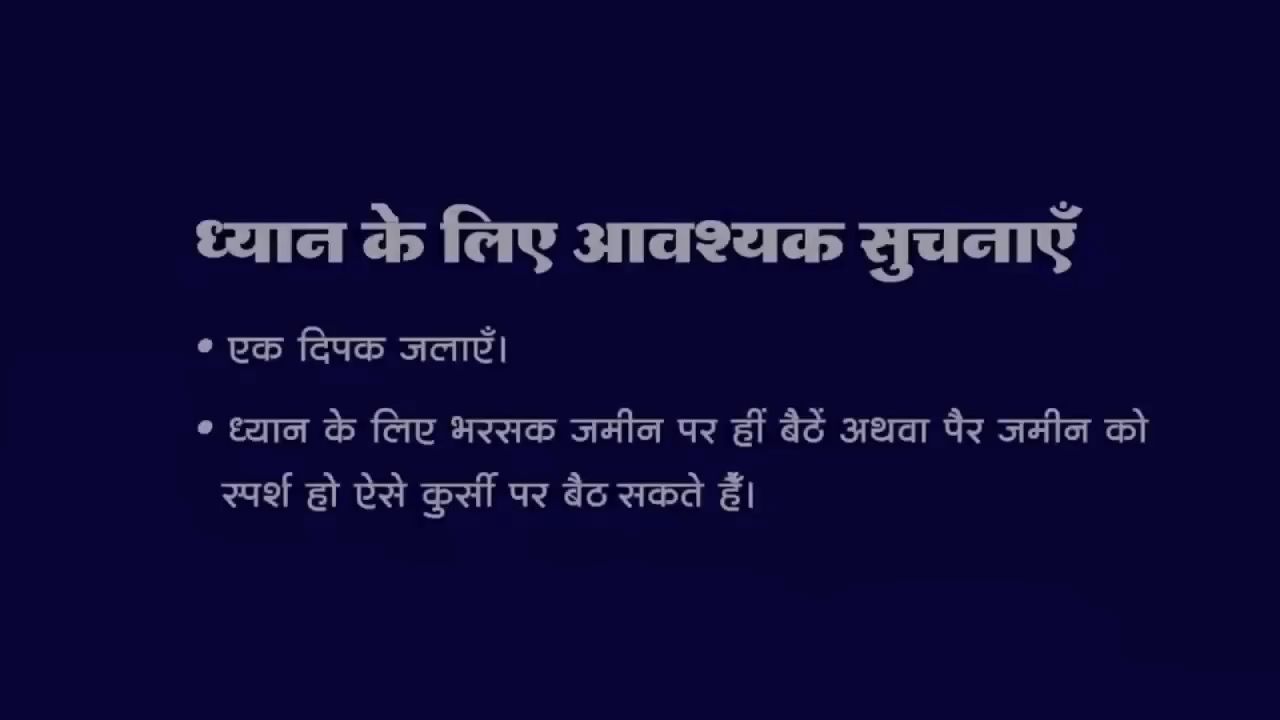 ध्यान के लिए आवश्यक सुचनाएँ
• एक दिपक जलाएँ।
• ध्यान के लिए भरसक जमीन पर हीं बैठें अथवा पैर जमीन को
स्पर्श हो ऐसे कुर्सी पर बैठ सकते हैं।